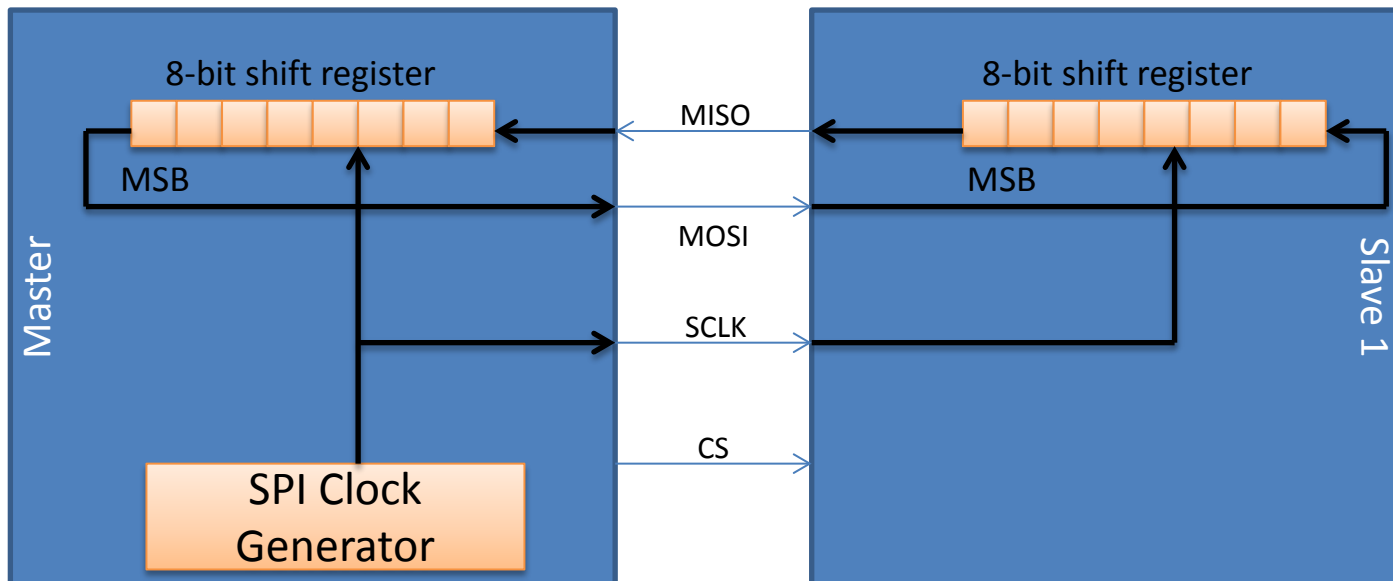 8-bit shift register
8-bit shift register
MISO
MSB
MSB
MOSI
Master
Slave 1
SCLK
CS
SPI Clock
Generator